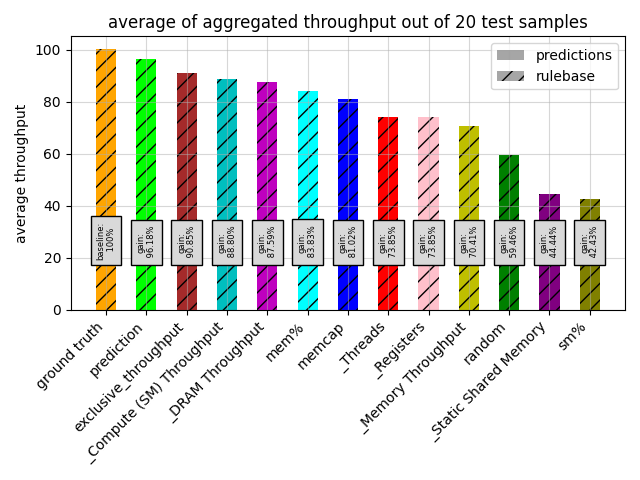 average of aggregated throughput out of 20 test samples
average throughput
100
80
60
40
20
0
predictions
rulebase
baseline:
100%
gain:
96.18%
gain:
90.85%
gain:
88.80%
gain:
87.59%
gain:
83.83%
gain:
81.02%
gain:
73.85%
gain:
73.85%
gain:
70.41%
gain:
59.46%
gain:
44.44%
gain:
42.43%
ground truth
prediction
exclusive_throughput
_Compute (SM) Throughput
_DRAM Throughput
mem%
memcap
_Threads
_Registers
_Memory Throughput
random
_Static Shared Memory
sm%